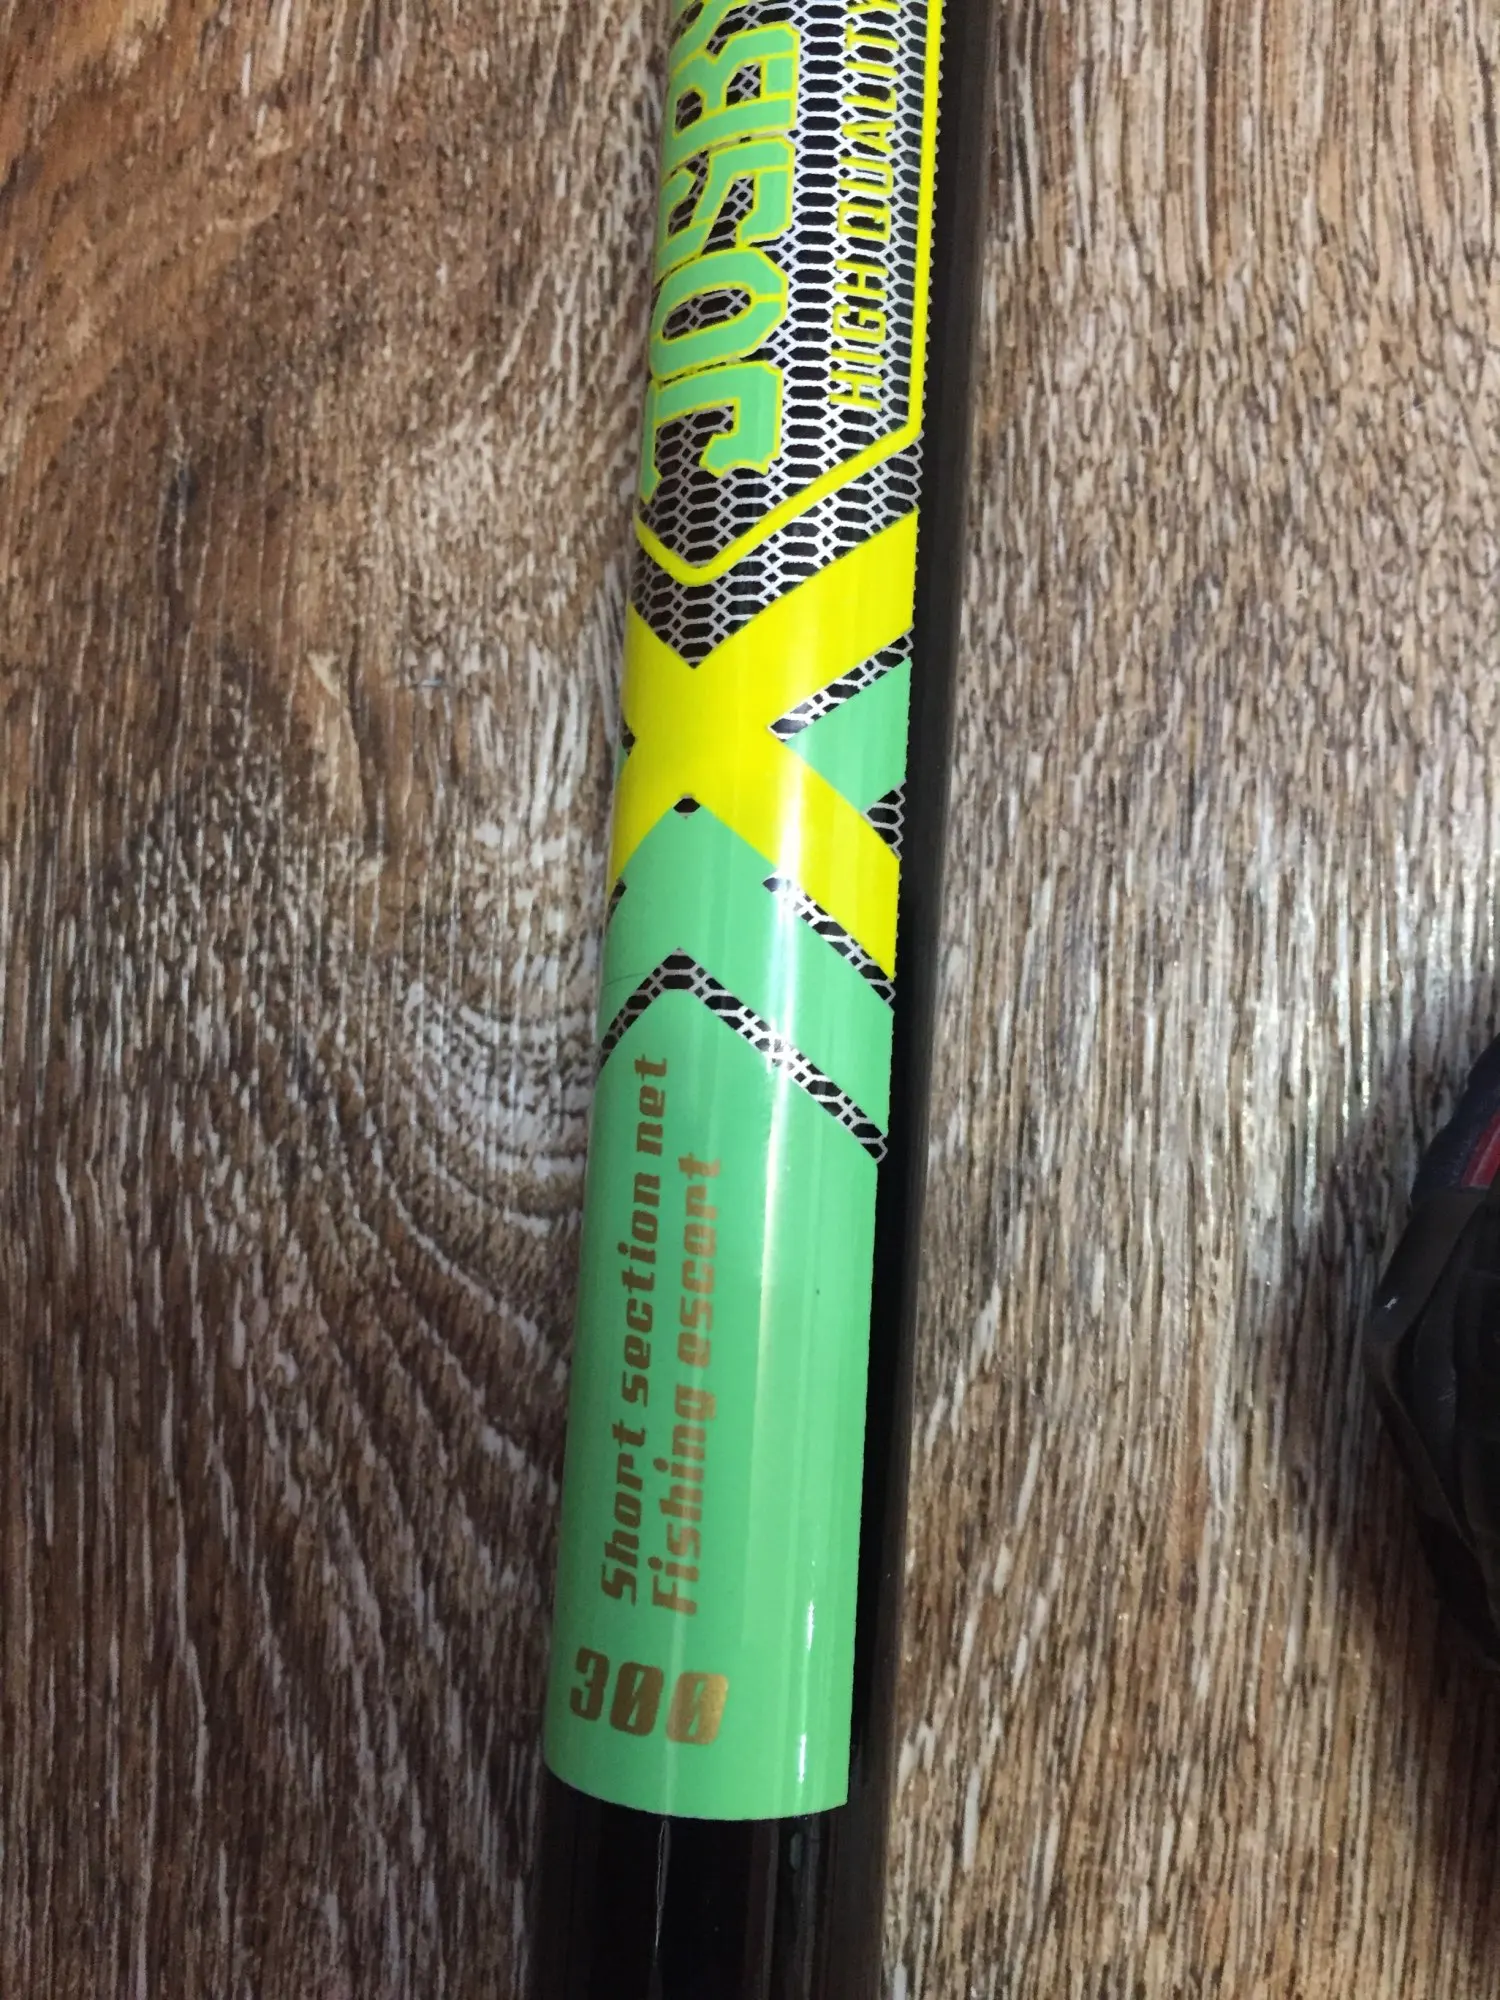 HIGH QUALITY
Short section net
Fishing escort
300